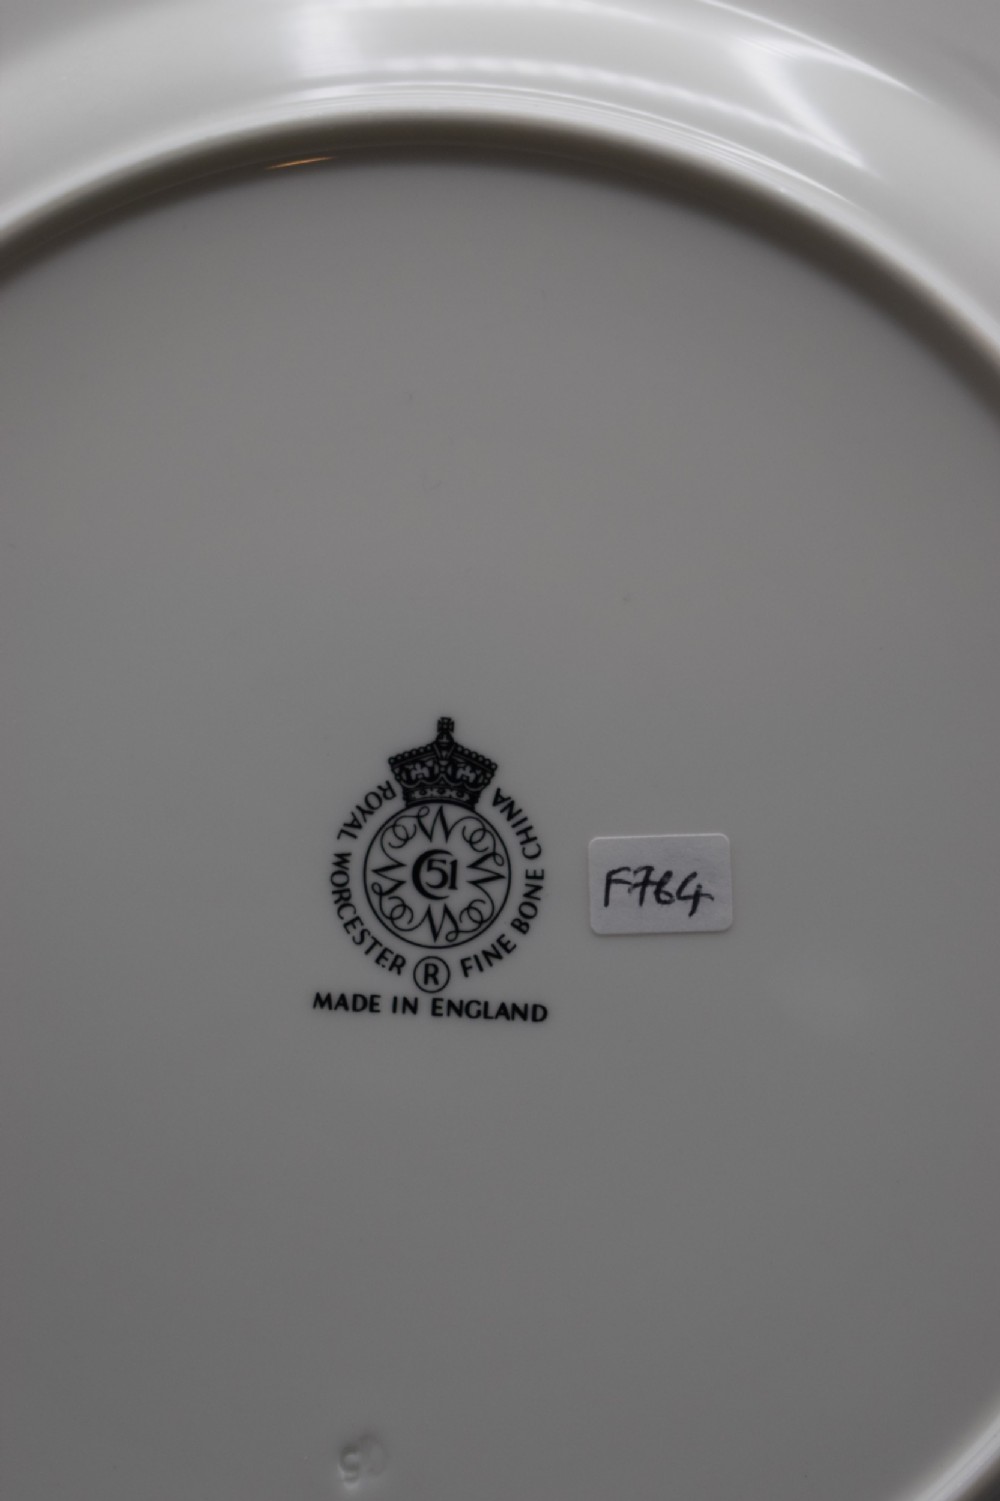 ROYAL WORCESTER ® FINE BONE CHINA
51
MADE IN ENGLAND
F764